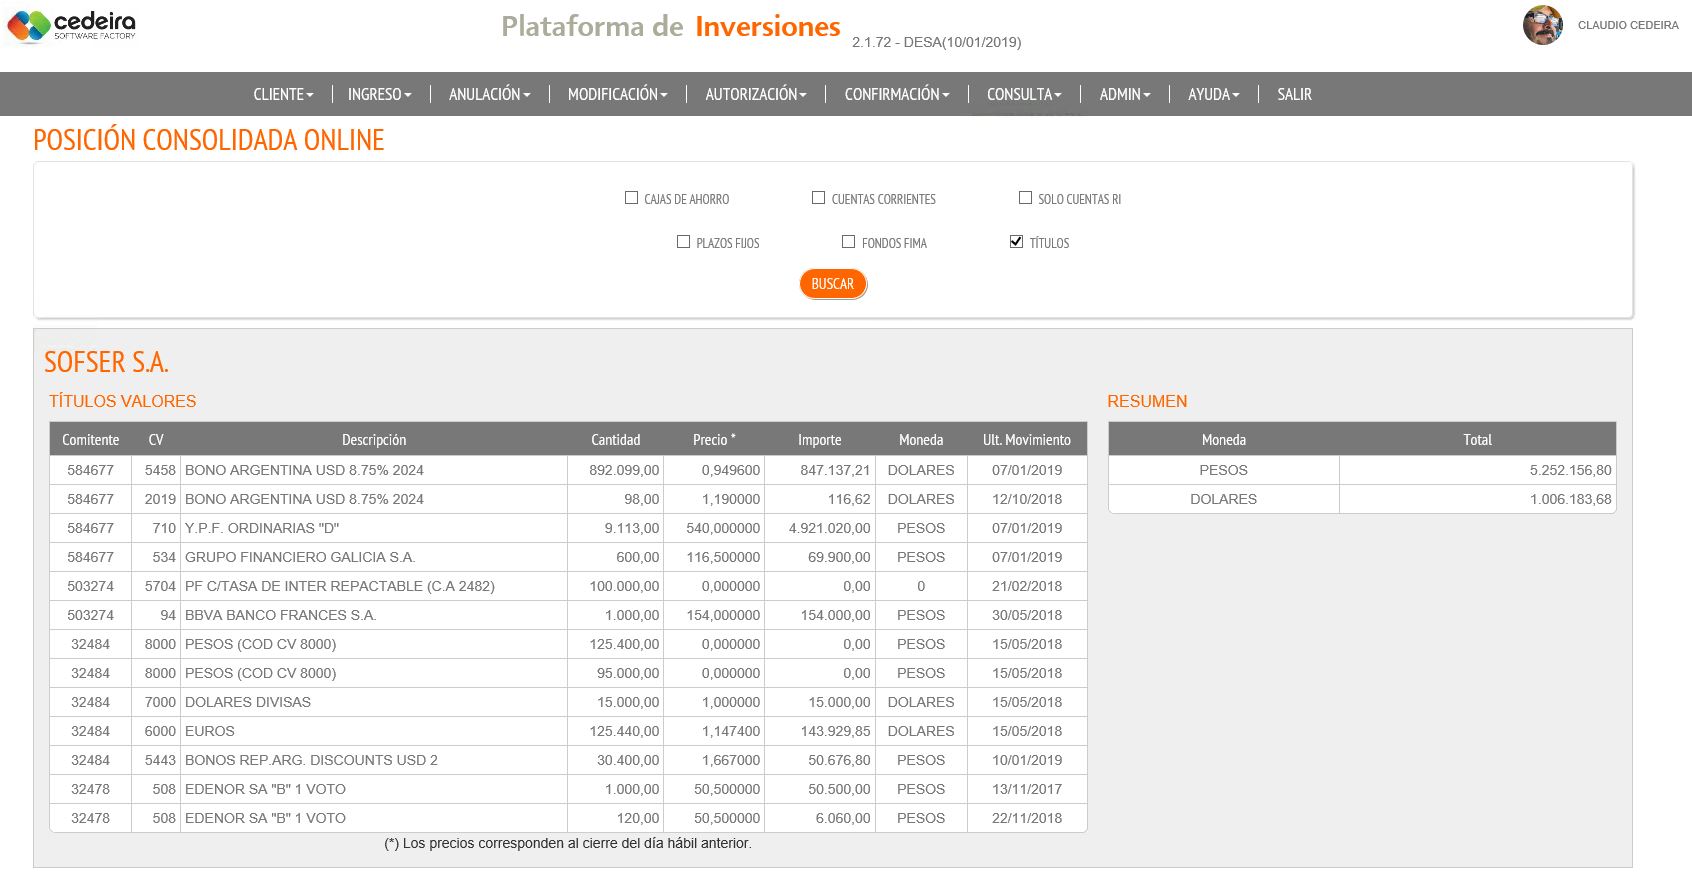 cedeira
SOFTWARE FACTORY
Plataforma de Inversiones
2.1.72 - DESA(10/01/2019)
CLAUDIO CEDEIRA
CLIENTE INGRESO ANULACIÓN MODIFICACIÓN AUTORIZACIÓN CONFIRMACIÓN CONSULTA ADMIN AYUDA SALIR
POSICIÓN CONSOLIDADA ONLINE
CAJAS DE AHORRO CUENTAS CORRIENTES SOLO CUENTAS RI
PLAZOS FIJOS FONDOS FIMA TÍTULOS
BUSCAR
SOFSER S.A.
TÍTULOS VALORES
Comitente CV Descripción Cantidad Precio * Importe Moneda Ult. Movimiento
584677 5458 BONO ARGENTINA USD 8.75% 2024 892.099,00 0,949600 847.137,21 DOLARES 07/01/2019
584677 2019 BONO ARGENTINA USD 8.75% 2024 98,00 1,190000 116,62 DOLARES 12/10/2018
584677 710 Y.P.F. ORDINARIAS "D" 9.113,00 540,000000 4.921.020,00 PESOS 07/01/2019
584677 534 GRUPO FINANCIERO GALICIA S.A. 600,00 116,500000 69.900,00 PESOS 07/01/2019
503274 5704 PF C/TASA DE INTER REPACTABLE (C.A 2482) 100.000,00 0,000000 0,00 0 21/02/2018
503274 94 BBVA BANCO FRANCES S.A. 1.000,00 154,000000 154.000,00 PESOS 30/05/2018
32484 8000 PESOS (COD CV 8000) 125.400,00 0,000000 0,00 PESOS 15/05/2018
32484 8000 PESOS (COD CV 8000) 95.000,00 0,000000 0,00 PESOS 15/05/2018
32484 7000 DOLARES DIVISAS 15.000,00 1,000000 15.000,00 DOLARES 15/05/2018
32484 6000 EUROS 125.440,00 1,147400 143.929,85 DOLARES 15/05/2018
32484 5443 BONOS REP.ARG. DISCOUNTS USD 2 30.400,00 1,667000 50.676,80 PESOS 10/01/2019
32478 508 EDENOR SA "B" 1 VOTO 1.000,00 50,500000 50.500,00 PESOS 13/11/2017
32478 508 EDENOR SA "B" 1 VOTO 120,00 50,500000 6.060,00 PESOS 22/11/2018
(*) Los precios corresponden al cierre del día hábil anterior.
RESUMEN
Moneda Total
PESOS 5.252.156,80
DOLARES 1.006.183,68